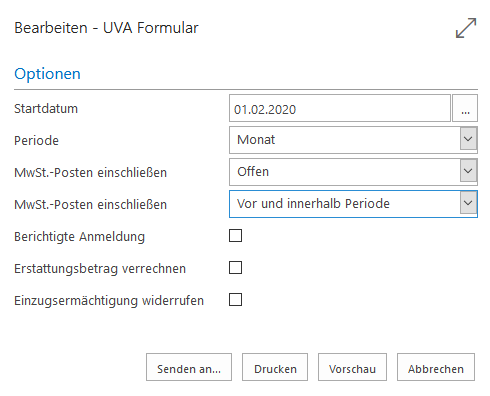 Bearbeiten - UVA Formular
Optionen
Startdatum 01.02.2020 ...
Periode Monat
MwSt.-Posten einschließen Offen
MwSt.-Posten einschließen Vor und innerhalb Periode
Berichtigte Anmeldung
Erstattungsbetrag verrechnen
Einzugsermächtigung widerrufen
Senden an... Drucken Vorschau Abbrechen